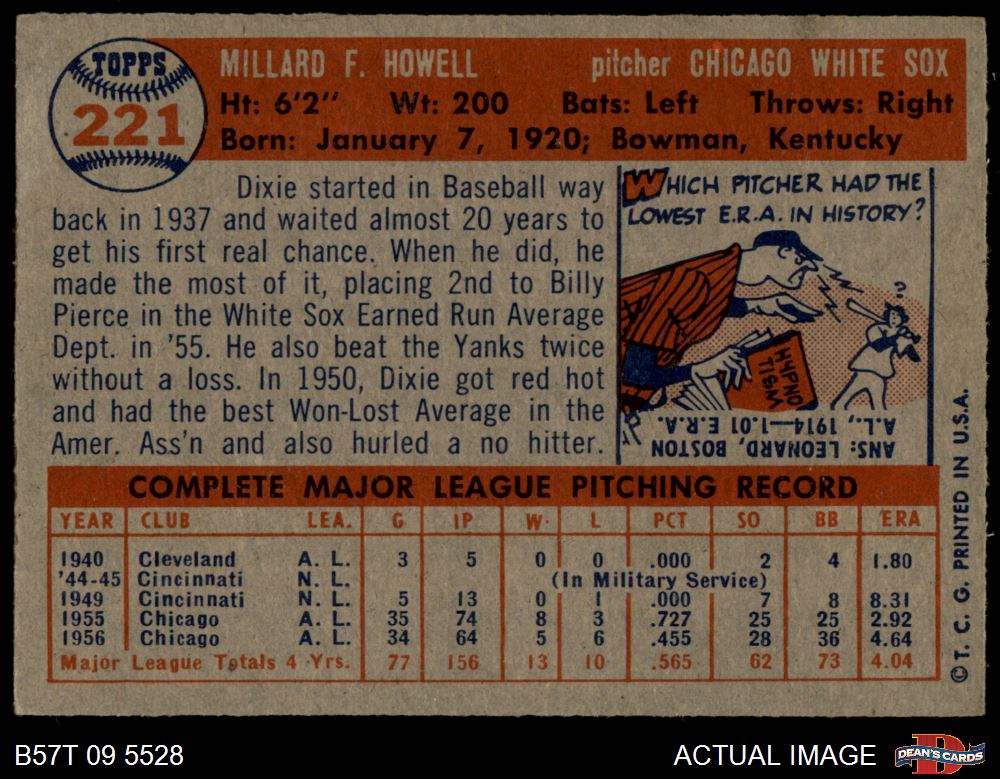 TOPPS
221
MILLARD F. HOWELL pitcher CHICAGO WHITE SOX
Ht: 6'2" Wt: 200 Bats: Left Throws: Right
Born: January 7, 1920; Bowman, Kentucky
Dixie started in Baseball way
back in 1937 and waited almost 20 years to
get his first real chance. When he did, he
made the most of it, placing 2nd to Billy
Pierce in the White Sox Earned Run Average
Dept. in '55. He also beat the Yanks twice
without a loss. In 1950, Dixie got red hot
and had the best Won-Lost Average in the
Amer. Ass'n and also hurled a no hitter.
WHICH PITCHER HAD THE
LOWEST E.R.A. IN HISTORY?
?
HYPNO
TISM
ANS: LEONARD, BOSTON
A.L., 1914—1.01 E.R.A.
COMPLETE MAJOR LEAGUE PITCHING RECORD
YEAR CLUB LEA. G IP W L PCT SO BB ERA
1940 Cleveland A. L. 3 5 0 0 .000 2 4 1.80
'44-45 Cincinnati N. L. (In Military Service)
1949 Cincinnati N. L. 5 13 0 1 .000 7 8 8.31
1955 Chicago A. L. 35 74 8 3 .727 25 25 2.92
1956 Chicago A. L. 34 64 5 6 .455 28 36 4.64
Major League Totals 4 Yrs. 77 156 13 10 .565 62 73 4.04
© T. C. G. PRINTED IN U.S.A.
B57T 09 5528 ACTUAL IMAGE
D
DEAN'S CARDS